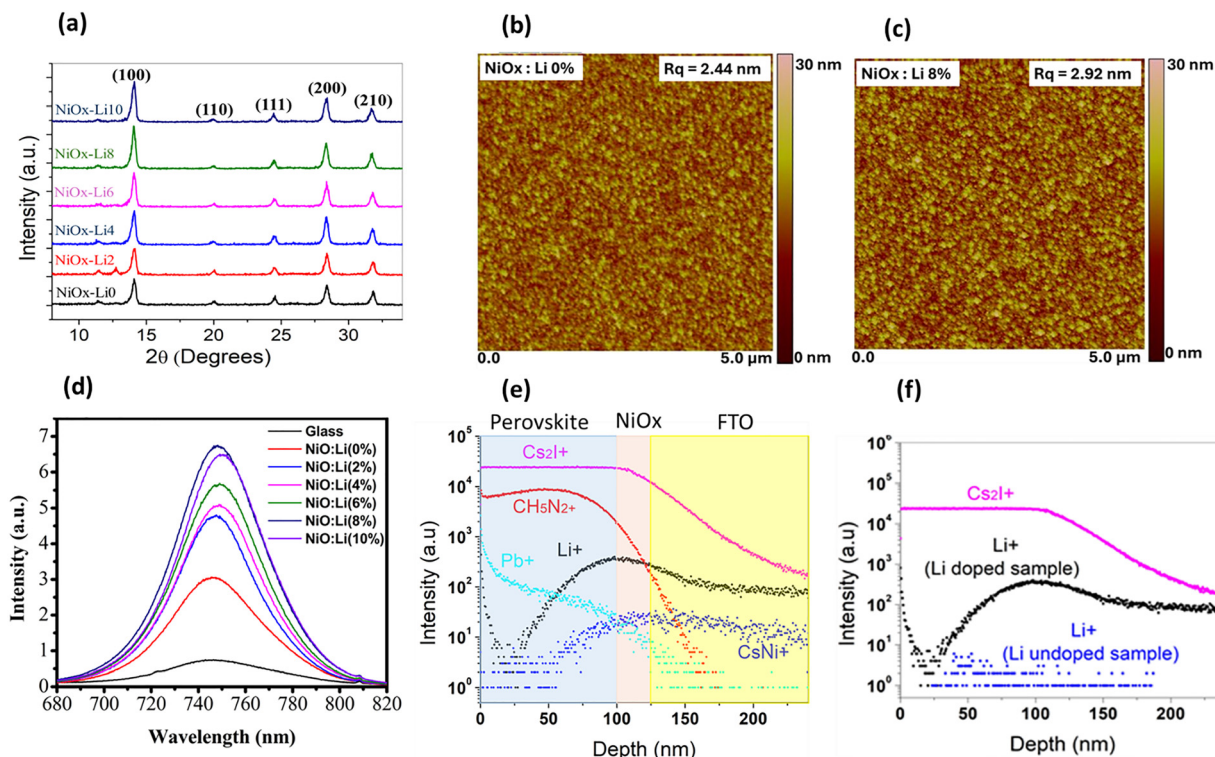 (a)
(100)
(110)
(111)
(200)
(210)
NiOx-Li10
NiOx-Li8
NiOx-Li6
NiOx-Li4
NiOx-Li2
NiOx-Li0
Intensity (a.u.)
10 15 20 25 30
2θ (Degrees)
(b)
NiOx : Li 0%
Rq = 2.44 nm
30 nm
0 nm
0.0
5.0 µm
(c)
NiOx : Li 8%
Rq = 2.92 nm
30 nm
0 nm
0.0
5.0 µm
(d)
Glass
NiO:Li(0%)
NiO:Li(2%)
NiO:Li(4%)
NiO:Li(6%)
NiO:Li(8%)
NiO:Li(10%)
Intensity (a.u.)
7
6
5
4
3
2
1
0
680 700 720 740 760 780 800 820
Wavelength (nm)
(e)
Perovskite NiOx FTO
Cs₂I+
CH₅N₂+
Pb+
Li+
CsNi+
Intensity (a.u)
10⁵
10⁴
10³
10²
10¹
10⁰
0 50 100 150 200
Depth (nm)
(f)
Cs₂I+
Li+
(Li doped sample)
Li+
(Li undoped sample)
Intensity (a.u)
10⁶
10⁵
10⁴
10³
10²
10¹
10⁰
0 50 100 150 200
Depth (nm)